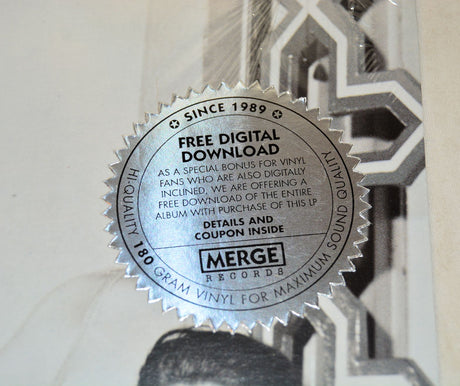 ✪ SINCE 1989 ✪
FREE DIGITAL
DOWNLOAD
AS A SPECIAL BONUS FOR VINYL
FANS WHO ARE ALSO DIGITALLY
INCLINED, WE ARE OFFERING A
FREE DOWNLOAD OF THE ENTIRE
ALBUM WITH PURCHASE OF THIS LP
DETAILS AND
COUPON INSIDE
MERGE
RECORDS
HI-QUALITY 180 GRAM VINYL FOR MAXIMUM SOUND QUALITY